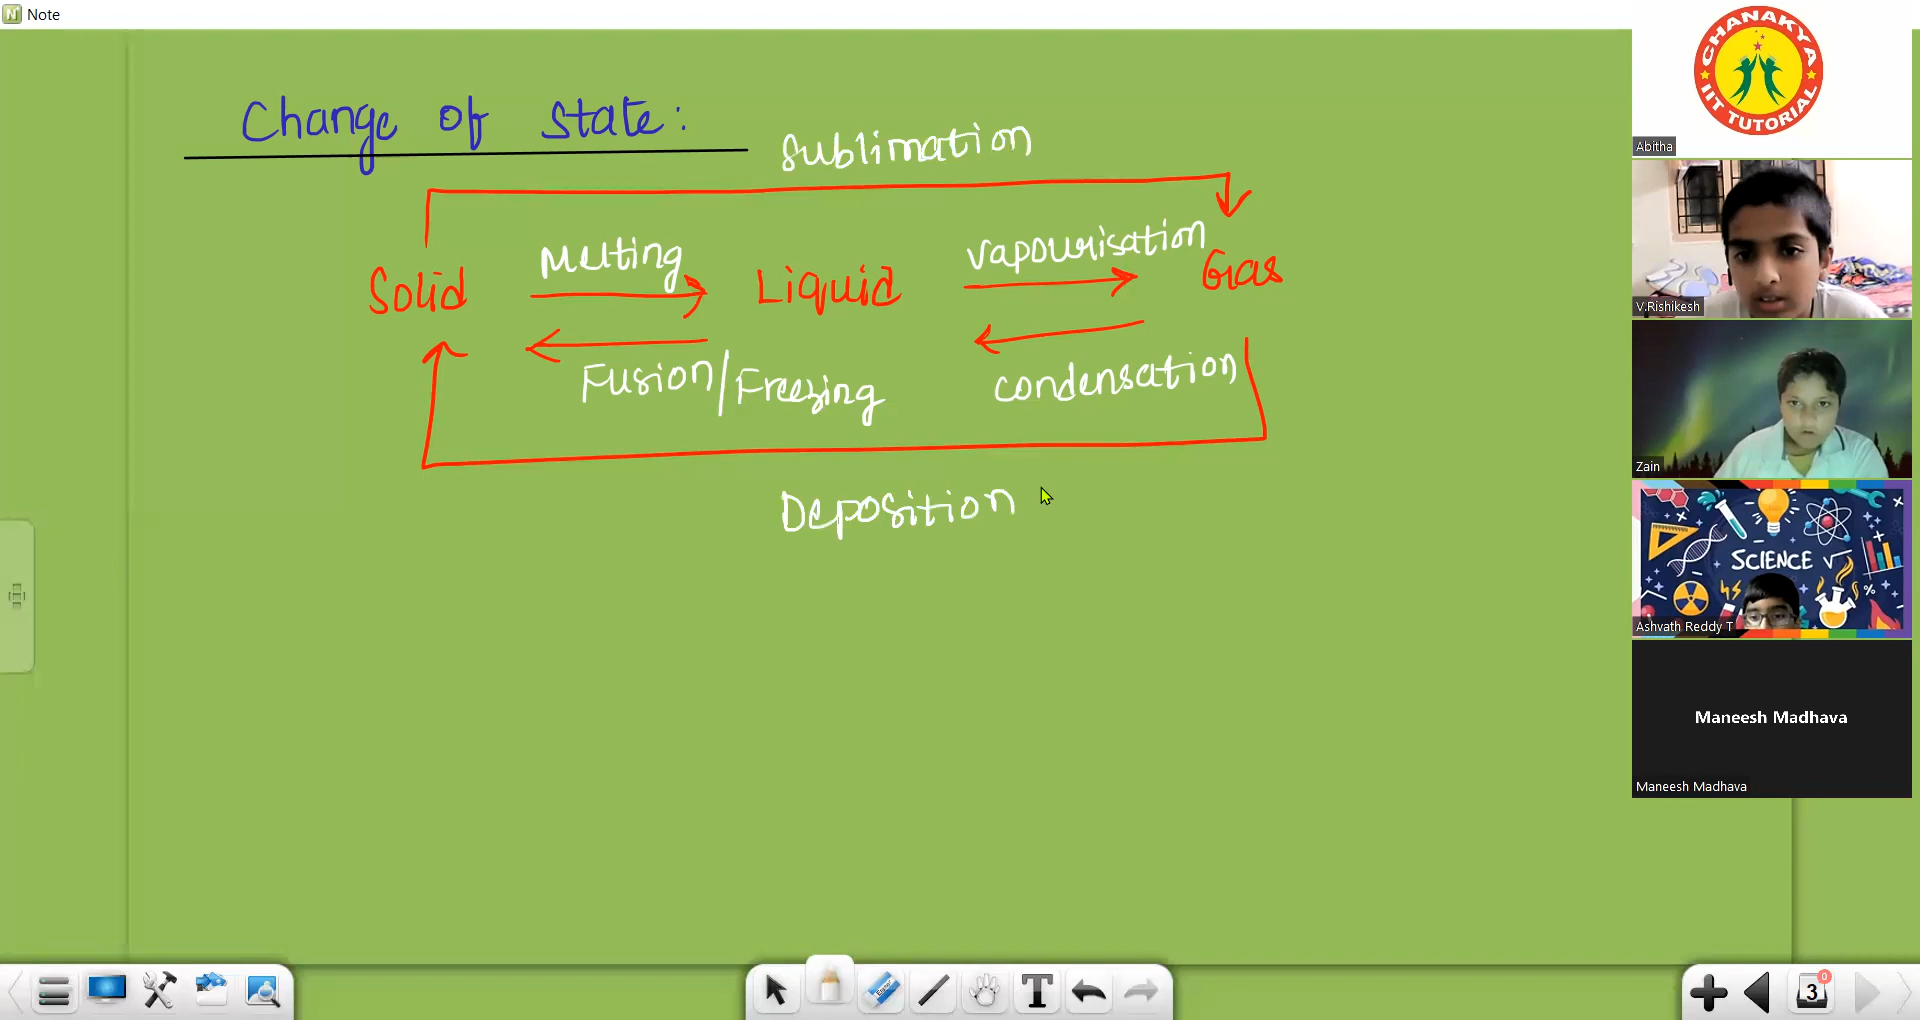 Note
Change of state:
Sublimation
Melting
Vapourisation
Solid
Liquid
Gas
Fusion/Freezing
Condensation
Deposition
CHANAKYA
IIT TUTORIAL
Abitha
V.Rishikesh
Zain
SCIENCE
Ashvath Reddy T
Maneesh Madhava
Maneesh Madhava
Eraser
T
3
0